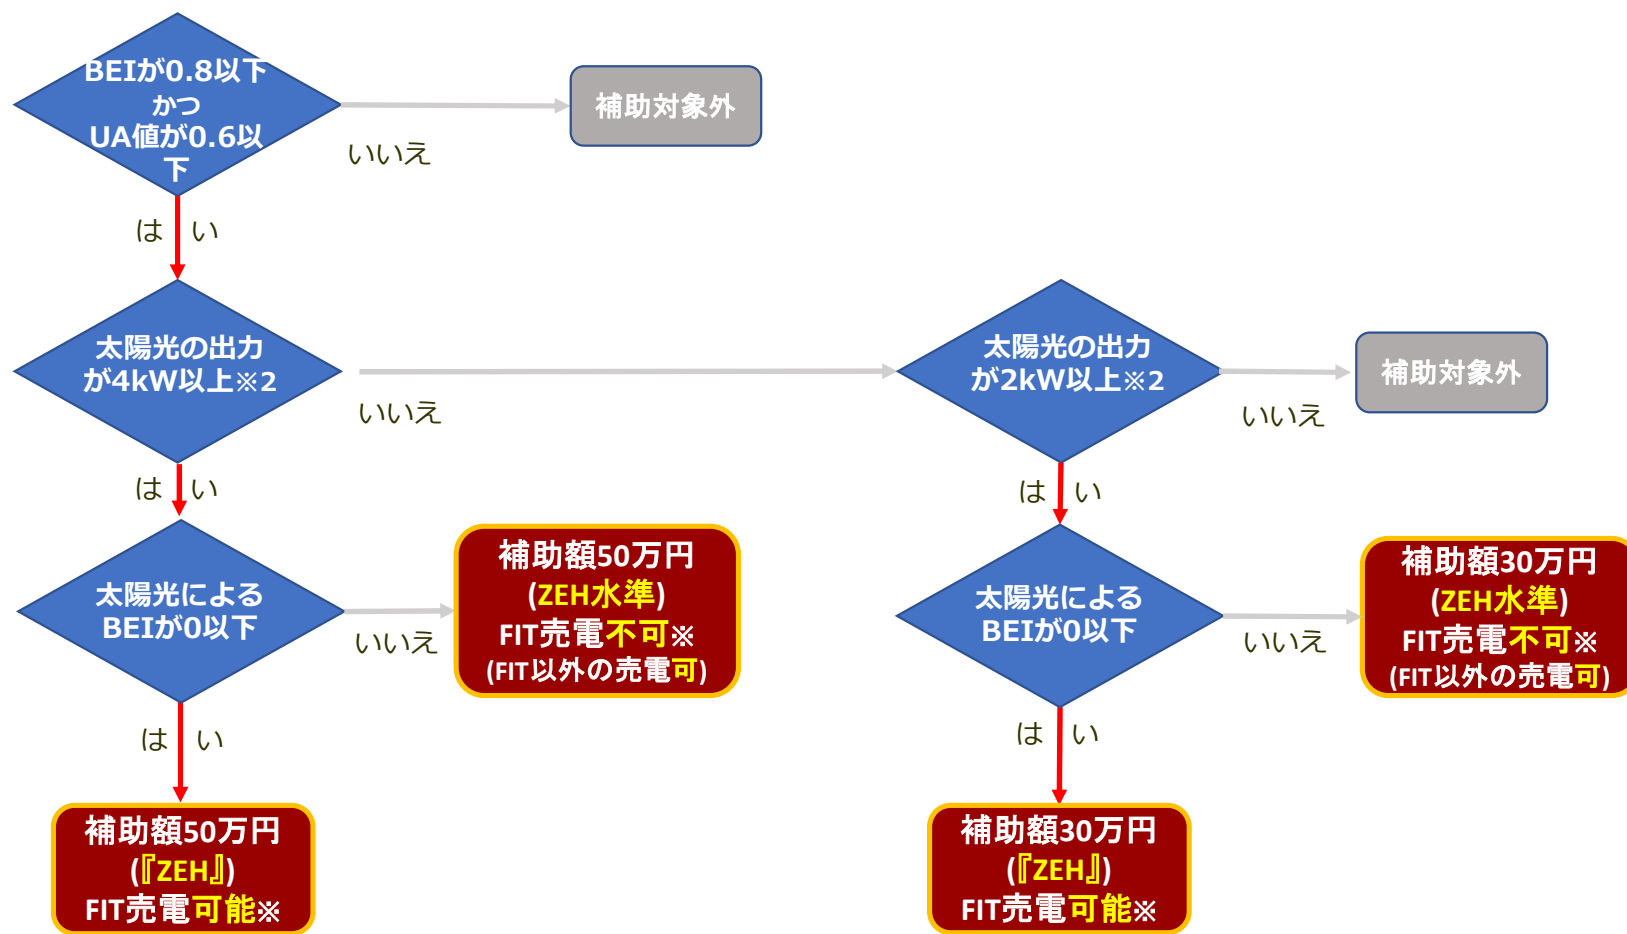 BEIが0.8以下
かつ
UA値が0.6以
下
いいえ
補助対象外
は い
太陽光の出力
が4kW以上※2
いいえ
太陽光の出力
が2kW以上※2
いいえ
補助対象外
は い
は い
太陽光による
BEIが0以下
いいえ
補助額50万円
(ZEH水準)
FIT売電不可※
(FIT以外の売電可)
太陽光による
BEIが0以下
いいえ
補助額30万円
(ZEH水準)
FIT売電不可※
(FIT以外の売電可)
は い
は い
補助額50万円
(『ZEH』)
FIT売電可能※
補助額30万円
(『ZEH』)
FIT売電可能※